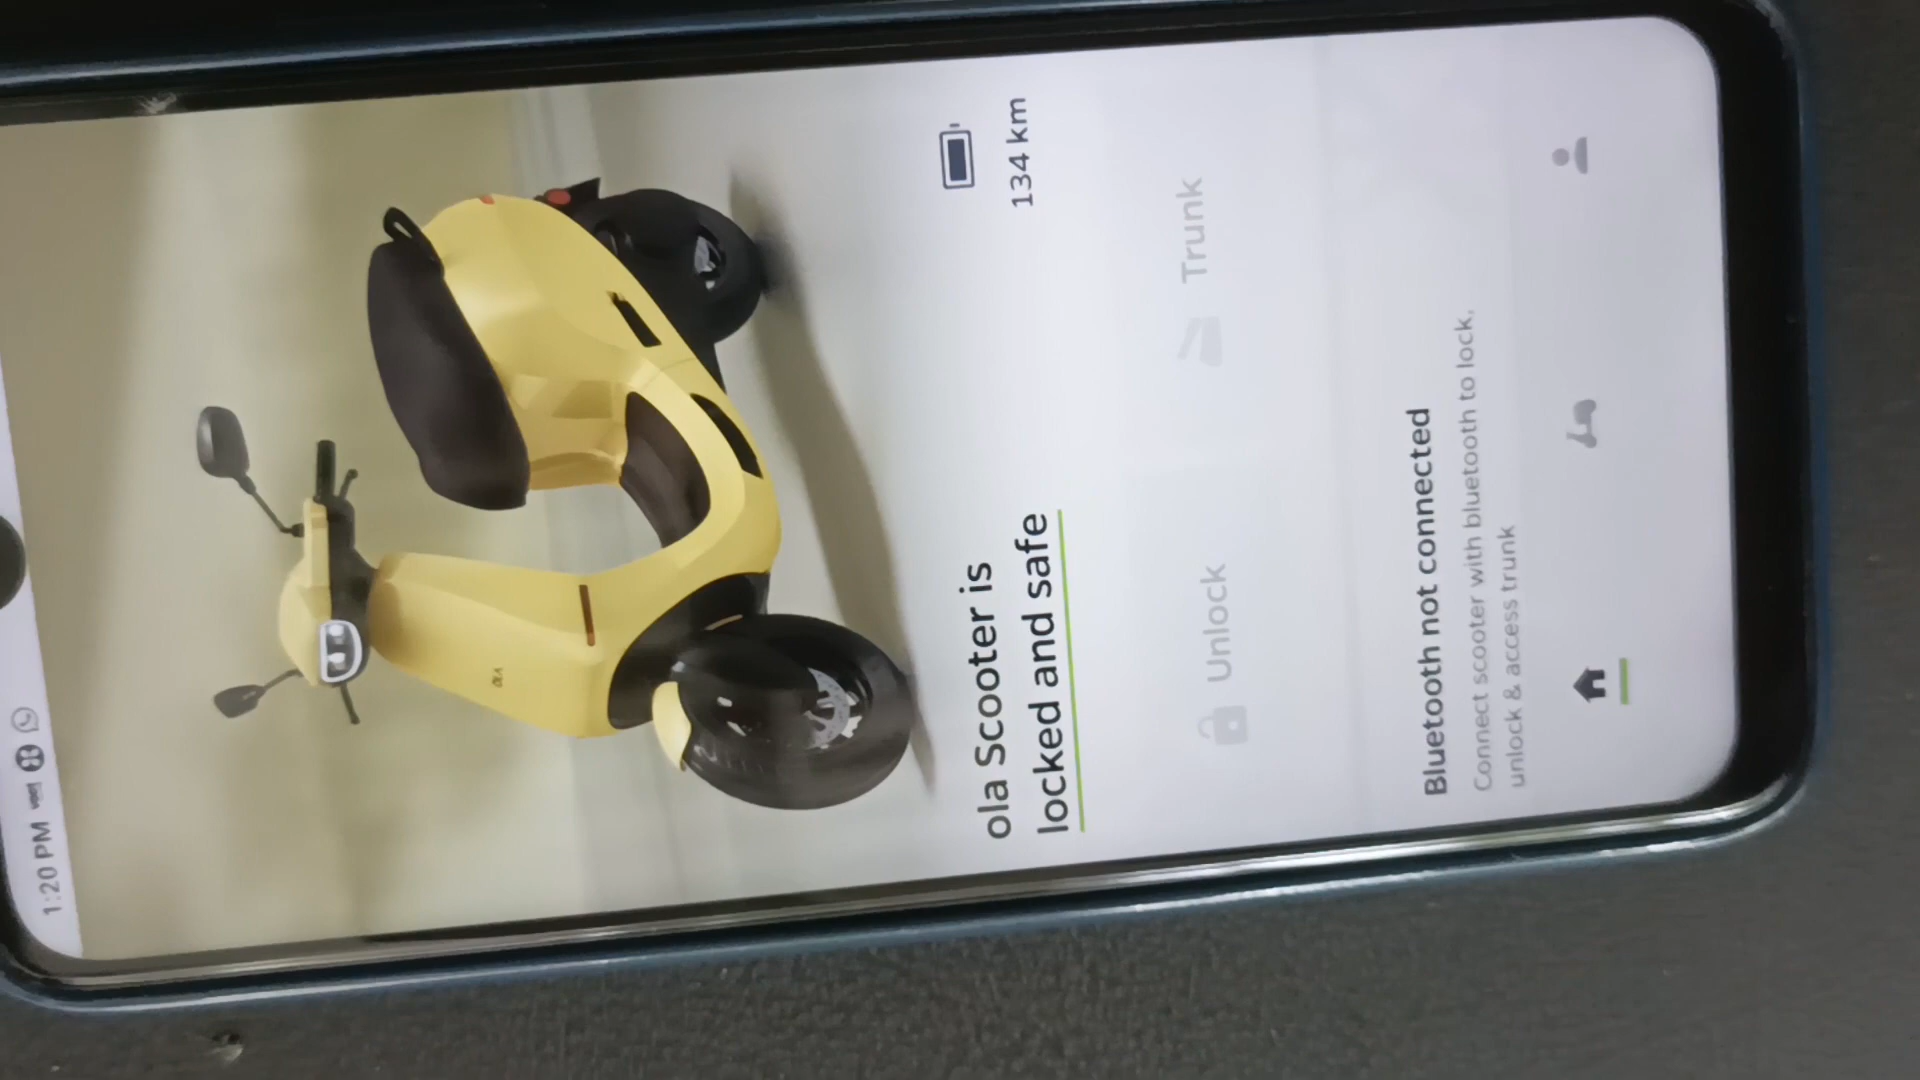 1:20 PM
OLA
ola Scooter is
locked and safe
134 km
Unlock
Trunk
Bluetooth not connected
Connect scooter with bluetooth to lock,
unlock & access trunk